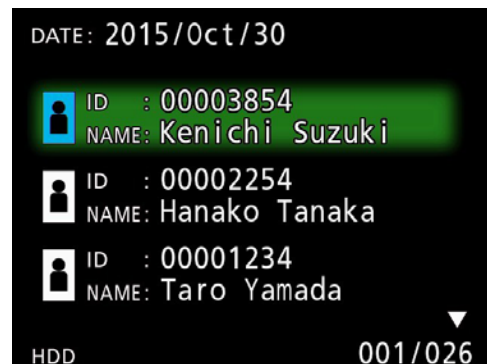 DATE: 2015/Oct/30
ID : 00003854
NAME: Kenichi Suzuki
ID : 00002254
NAME: Hanako Tanaka
ID : 00001234
NAME: Taro Yamada
HDD 001/026